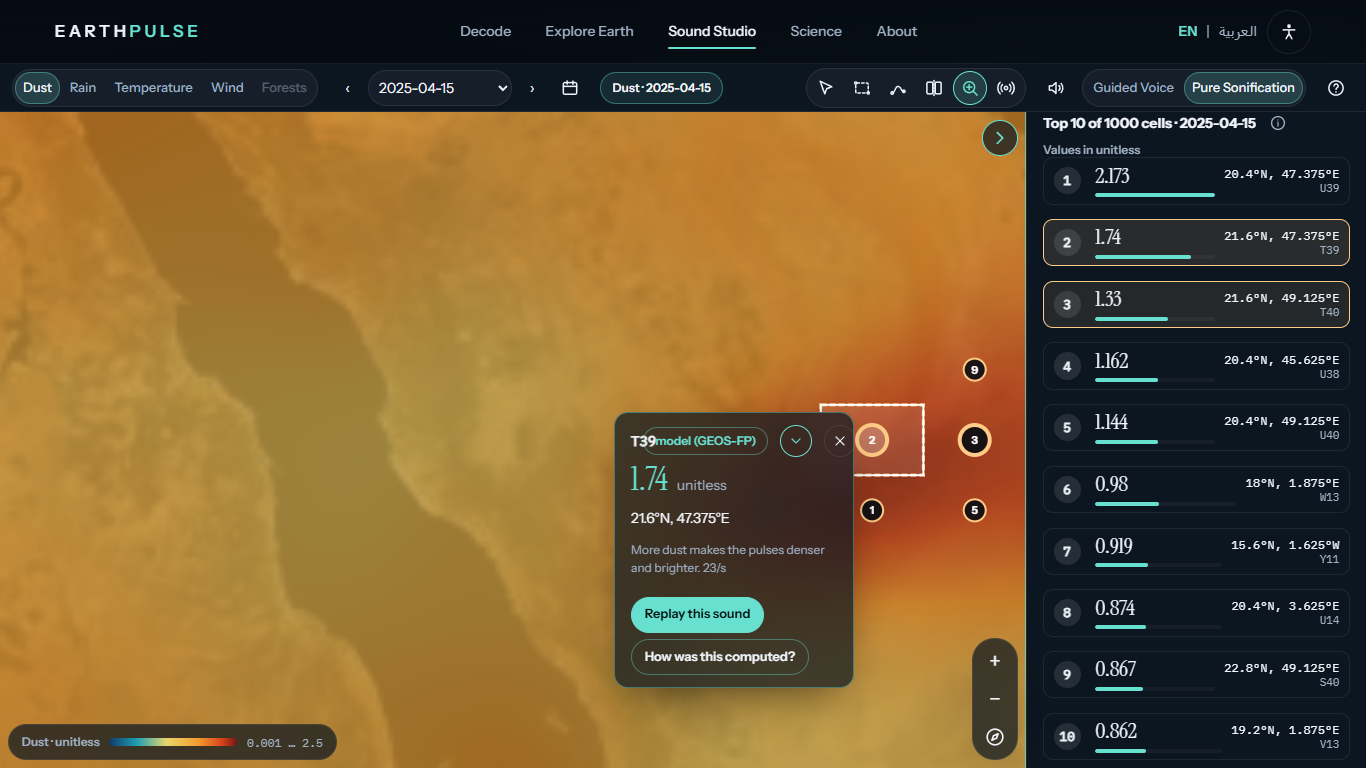 EARTHPULSE
Decode
Explore Earth
Sound Studio
Science
About
EN | العربية
Dust
Rain
Temperature
Wind
Forests
‹
2025-04-15
›
Dust·2025-04-15
Guided Voice
Pure Sonification
Top 10 of 1000 cells·2025-04-15
Values in unitless
1 2.173 20.4°N, 47.375°E
U39
2 1.74 21.6°N, 47.375°E
T39
3 1.33 21.6°N, 49.125°E
T40
4 1.162 20.4°N, 45.625°E
U38
5 1.144 20.4°N, 49.125°E
U40
6 0.98 18°N, 1.875°E
W13
7 0.919 15.6°N, 1.625°W
Y11
8 0.874 20.4°N, 3.625°E
U14
9 0.867 22.8°N, 49.125°E
S40
10 0.862 19.2°N, 1.875°E
V13
9
2
3
1
5
T39
model (GEOS-FP)
1.74 unitless
21.6°N, 47.375°E
More dust makes the pulses denser
and brighter. 23/s
Replay this sound
How was this computed?
+
−
Dust·unitless 0.001 … 2.5